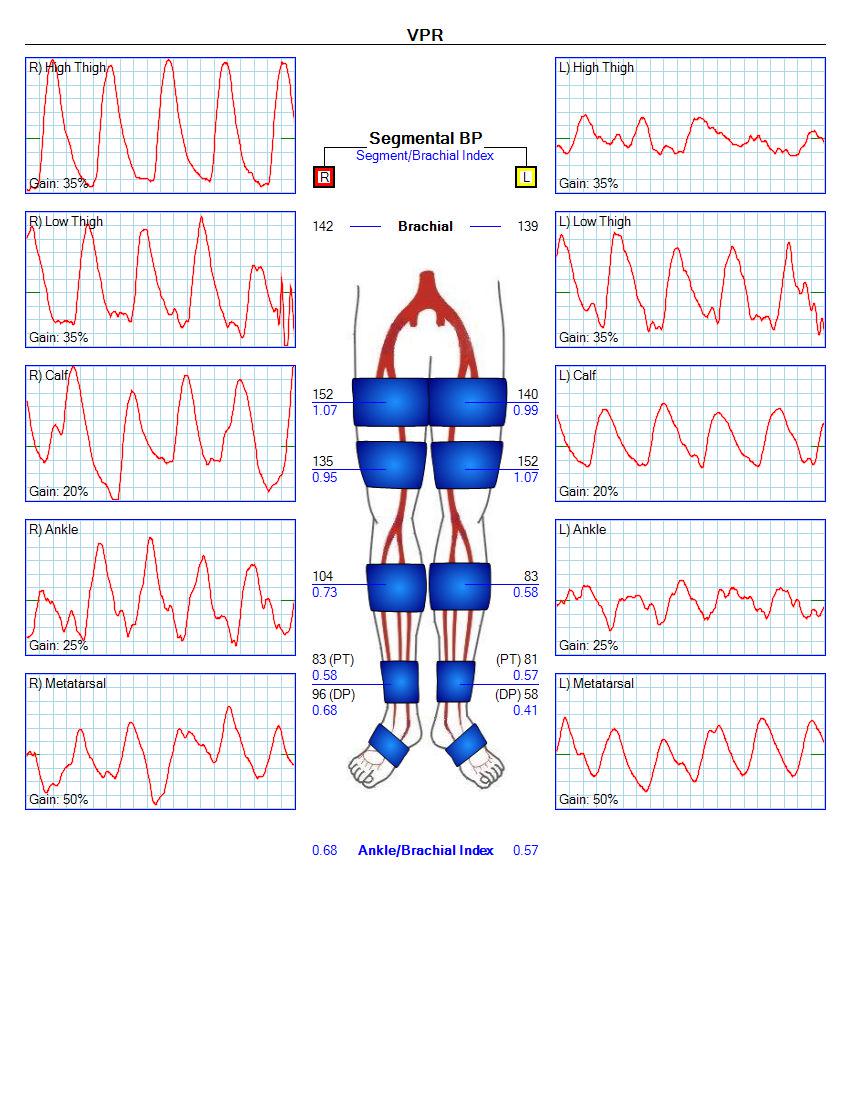 VPR
R) High Thigh
Gain: 35%
L) High Thigh
Gain: 35%
Segmental BP
Segment/Brachial Index
R
L
142 Brachial 139
R) Low Thigh
Gain: 35%
L) Low Thigh
Gain: 35%
R) Calf
Gain: 20%
L) Calf
Gain: 20%
152 140
1.07 0.99
135 152
0.95 1.07
R) Ankle
Gain: 25%
L) Ankle
Gain: 25%
104 83
0.73 0.58
R) Metatarsal
Gain: 50%
L) Metatarsal
Gain: 50%
83 (PT) (PT) 81
0.58 0.57
96 (DP) (DP) 58
0.68 0.41
0.68 Ankle/Brachial Index 0.57